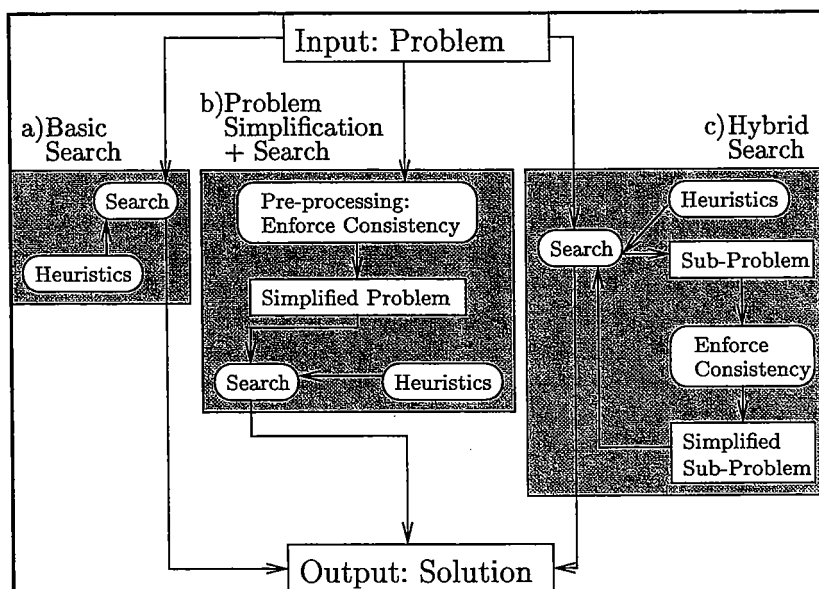 Input: Problem
a)Basic
Search
Search
Heuristics
b)Problem
Simplification
+ Search
Pre-processing:
Enforce Consistency
Simplified Problem
Search
Heuristics
c)Hybrid
Search
Heuristics
Search
Sub-Problem
Enforce
Consistency
Simplified
Sub-Problem
Output: Solution